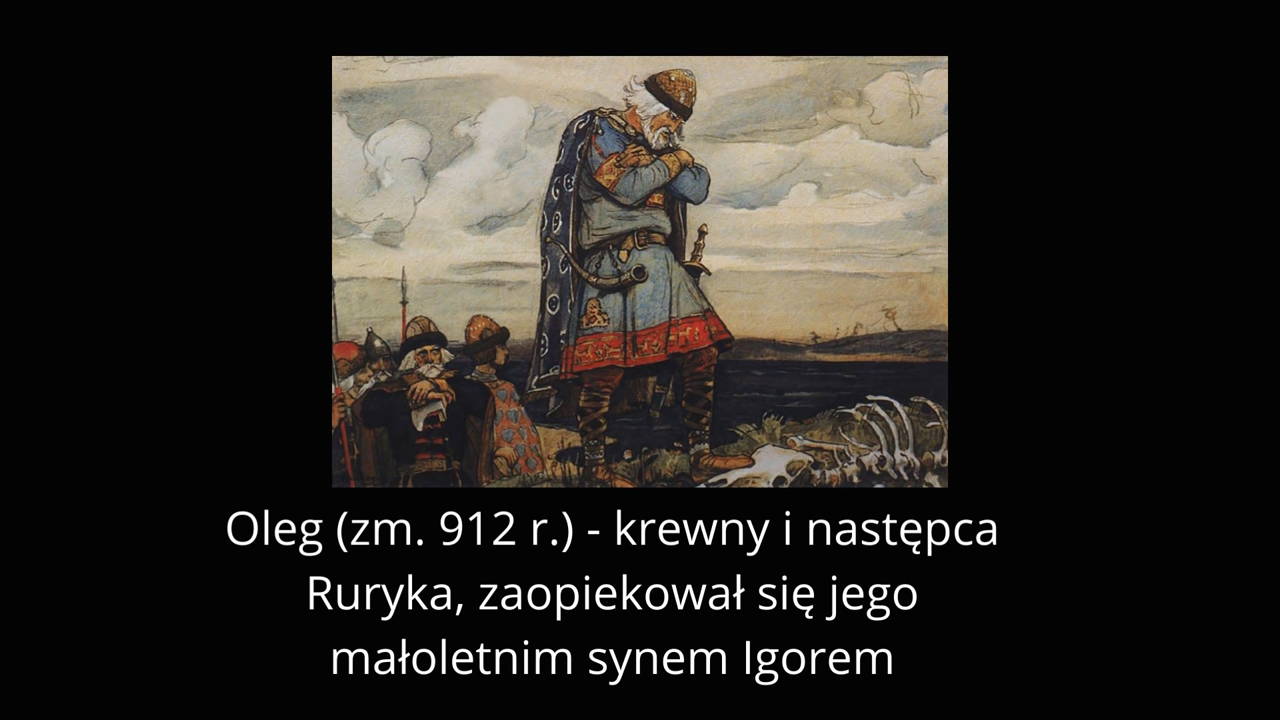 Oleg (zm. 912 r.) - krewny i następca
Ruryka, zaopiekował się jego
małoletnim synem Igorem